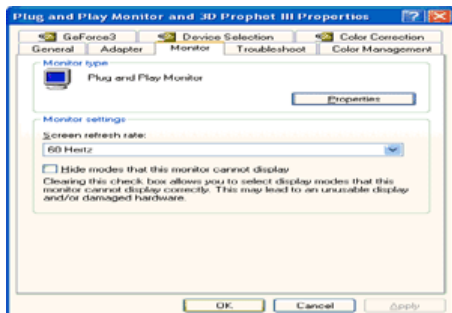 Plug and Play Monitor and 3D Prophet III Properties
GeForce3 Device Selection Color Correction
General Adapter Monitor Troubleshoot Color Management
Monitor type
Plug and Play Monitor
Properties
Monitor settings
Screen refresh rate:
60 Hertz
Hide modes that this monitor cannot display
Clearing this check box allows you to select display modes that this
monitor cannot display correctly. This may lead to an unusable display
and/or damaged hardware.
OK Cancel Apply